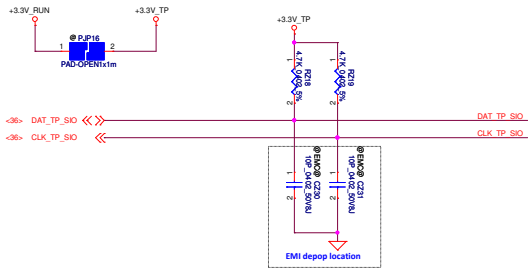 +3.3V_RUN
+3.3V_TP
@ PJP16
1
2
PAD-OPEN1x1m
+3.3V_TP
1
2
4.7K_0402_5%
RZ18
1
2
4.7K_0402_5%
RZ19
<36> DAT_TP_SIO
DAT_TP_SIO
<36> CLK_TP_SIO
CLK_TP_SIO
1
2
@EMC@ CZ30
10P_0402_50V8J
1
2
@EMC@ CZ31
10P_0402_50V8J
EMI depop location